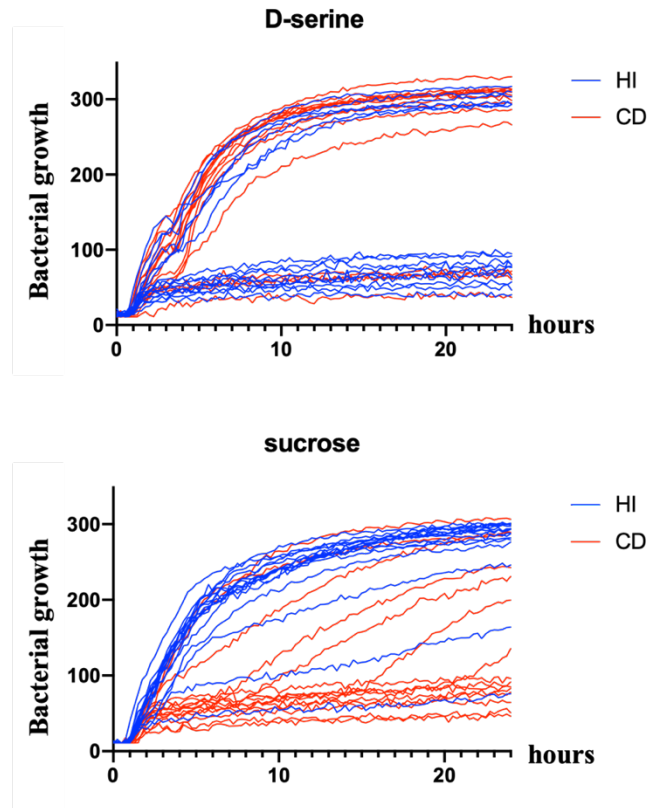 D-serine
HI
CD
Bacterial growth
300
200
100
0
0
10
20
hours
sucrose
HI
CD
Bacterial growth
300
200
100
0
0
10
20
hours